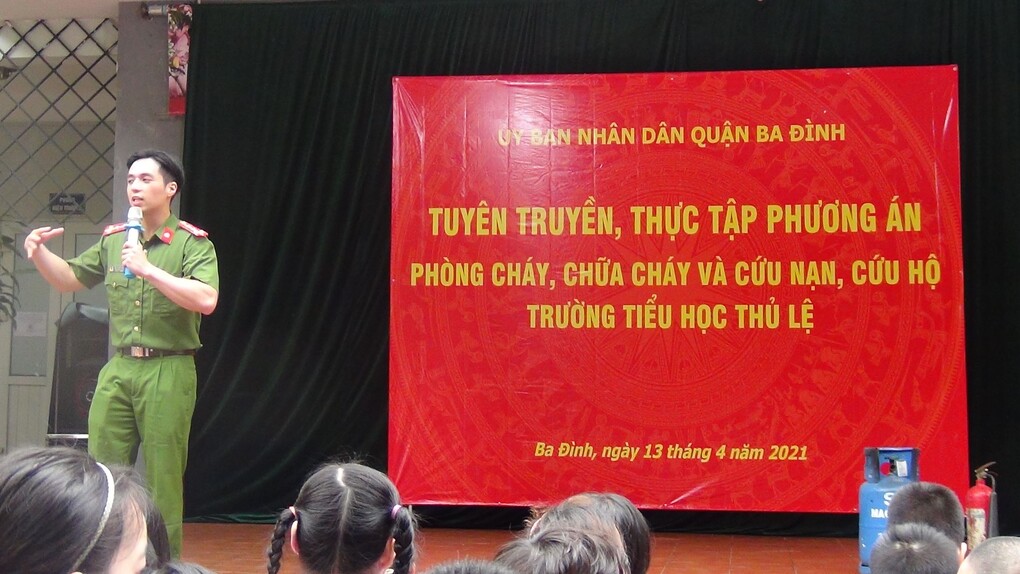 ỦY BAN NHÂN DÂN QUẬN BA ĐÌNH
TUYÊN TRUYỀN, THỰC TẬP PHƯƠNG ÁN
PHÒNG CHÁY, CHỮA CHÁY VÀ CỨU NẠN, CỨU HỘ
TRƯỜNG TIỂU HỌC THỦ LỆ
Ba Đình, ngày 13 tháng 4 năm 2021